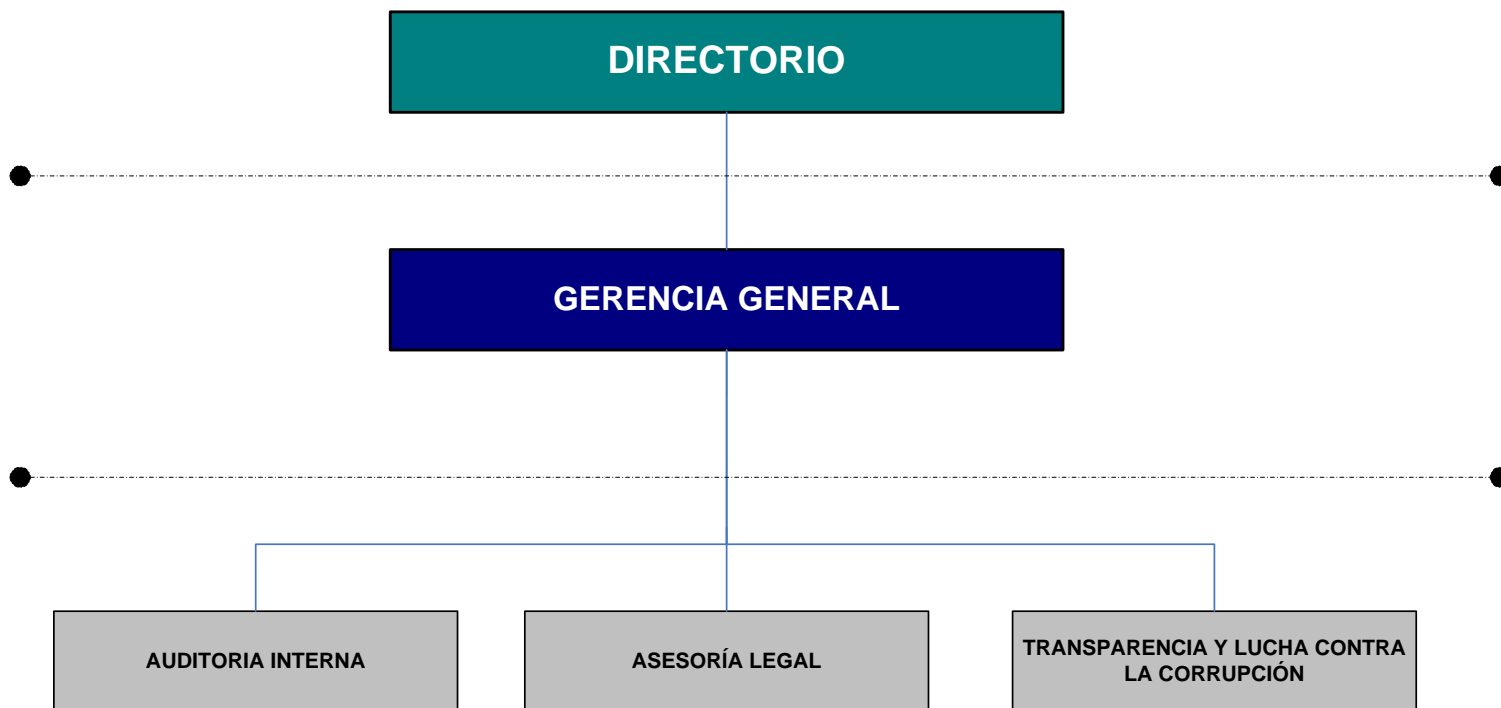 DIRECTORIO
GERENCIA GENERAL
AUDITORIA INTERNA
ASESORÍA LEGAL
TRANSPARENCIA Y LUCHA CONTRA
LA CORRUPCIÓN